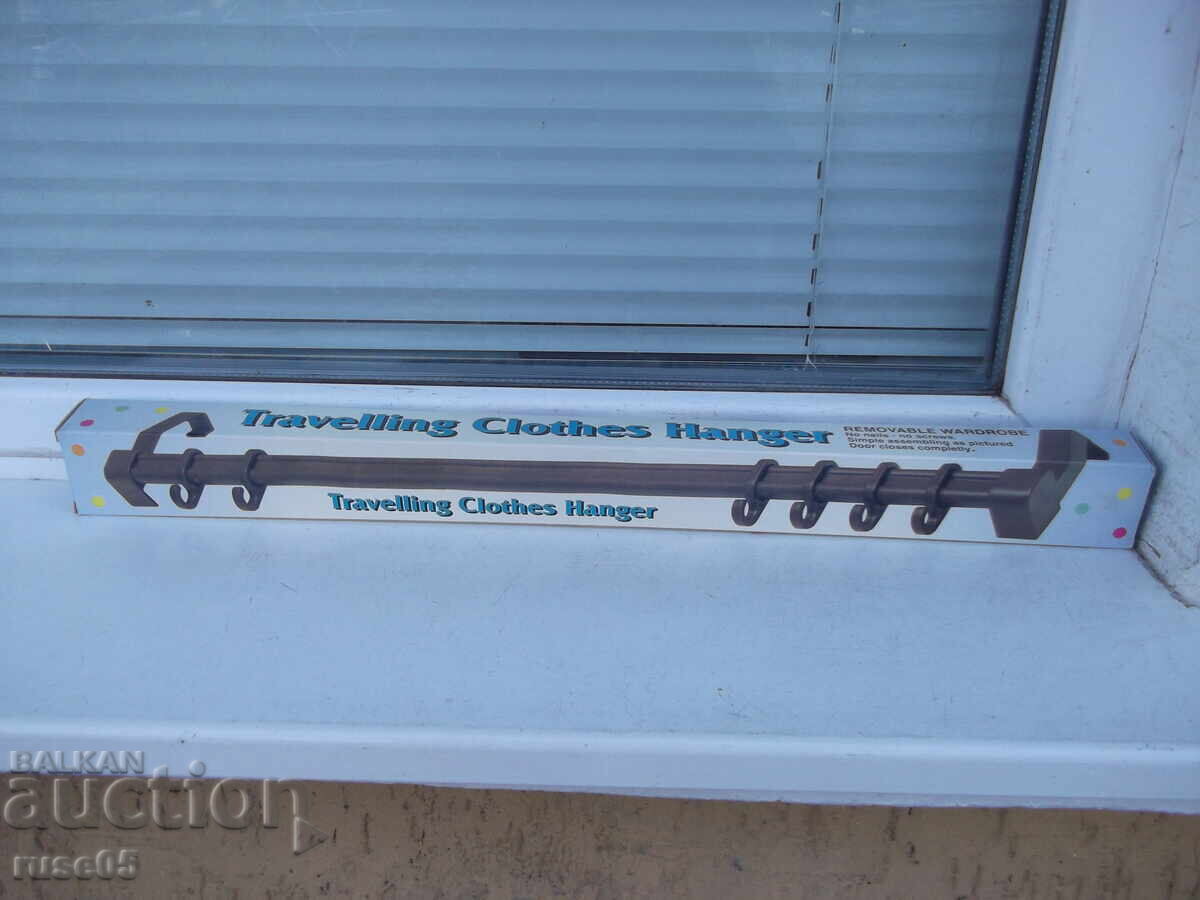 Travelling Clothes Hanger
REMOVABLE WARDROBE
No nails - no screws.
Simple assembling as pictured
Door closes completly.
Travelling Clothes Hanger
BALKAN
auction
ruse05